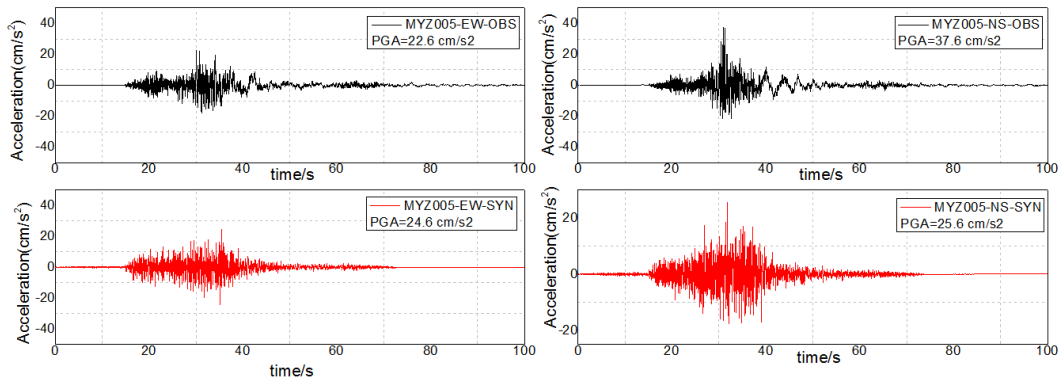 MYZ005-EW-OBS
PGA=22.6 cm/s2
Acceleration(cm/s²)
40
20
0
-20
-40
0 20 40 60 80 100
time/s
MYZ005-NS-OBS
PGA=37.6 cm/s2
Acceleration(cm/s²)
40
20
0
-20
-40
0 20 40 60 80 100
time/s
MYZ005-EW-SYN
PGA=24.6 cm/s2
Acceleration(cm/s²)
40
20
0
-20
-40
0 20 40 60 80 100
time/s
MYZ005-NS-SYN
PGA=25.6 cm/s2
Acceleration(cm/s²)
20
0
-20
0 20 40 60 80 100
time/s